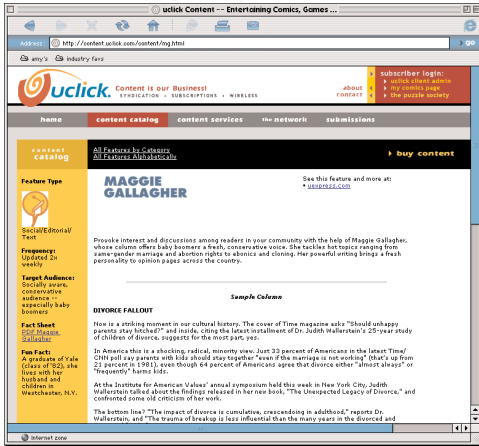 uclick Content -- Entertaining Comics, Games ...
Address: http://content.uclick.com/content/mg.html
go
amy's industry favs
uclick. Content is our Business!
SYNDICATION • SUBSCRIPTIONS • WIRELESS
about
contact
subscriber login:
uclick client admin
my comics page
the puzzle society
home content catalog content services the network submissions
content
catalog
All Features by Category
All Features Alphabetically
buy content
Feature Type
Social/Editorial/
Text
Frequency:
Updated 2x
weekly
Target Audience:
Socially aware,
conservative
audience --
especially baby
boomers
Fact Sheet
PDF Maggie
Gallagher
Fun Fact:
A graduate of Yale
(class of '82), she
lives with her
husband and
children in
Westchester, N.Y.
MAGGIE
GALLAGHER
See this feature and more at:
• uexpress.com
Provoke interest and discussions among readers in your community with the help of Maggie Gallagher,
whose column offers baby boomers a fresh, conservative voice. She tackles hot topics ranging from
same-gender marriage and abortion rights to ebonics and cloning. Her powerful writing brings a fresh
personality to opinion pages across the country.
Sample Column
DIVORCE FALLOUT
Now is a striking moment in our cultural history. The cover of Time magazine asks "Should unhappy
parents stay hitched?" and inside, citing the latest installment of Dr. Judith Wallerstein's 25-year study
of children of divorce, suggests for the most part, yes.
In America this is a shocking, radical, minority view. Just 33 percent of Americans in the latest Time/
CNN poll say parents with kids should stay together "even if the marriage is not working" (that's up from
21 percent in 1981), even though 64 percent of Americans agree that divorce either "almost always" or
"frequently" harms kids.
At the Institute for American Values' annual symposium held this week in New York City, Judith
Wallerstein talked about the findings released in her new book, "The Unexpected Legacy of Divorce," and
confronted some old criticism of her work.
The bottom line? "The impact of divorce is cumulative, crescendoing in adulthood," reports Dr.
Wallerstein, and "The trauma of breakup is less influential than the many years in the divorced and
Internet zone